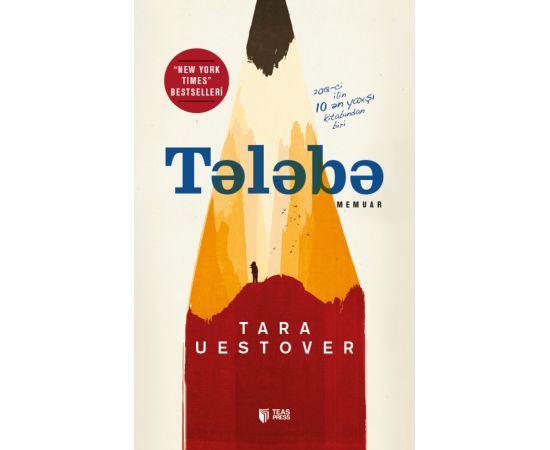 "NEW YORK
TIMES"
BESTSELLERİ
2018-ci
ilin
10 ən yaxşı
kitabından
biri
Tələbə
MEMUAR
TARA
UESTOVER
TEAS
PRESS